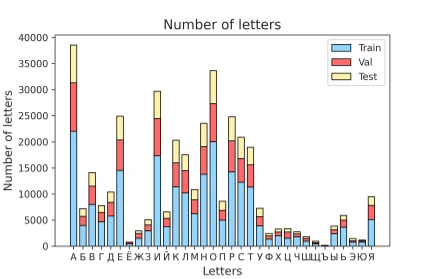 Number of letters
40000
35000
30000
25000
20000
15000
10000
5000
0
Number of letters
Train
Val
Test
А Б В Г Д Е Ё Ж З И Й К Л М Н О П Р С Т У Ф Х Ц Ч Ш Щ Ъ Ы Ь Э Ю Я
Letters